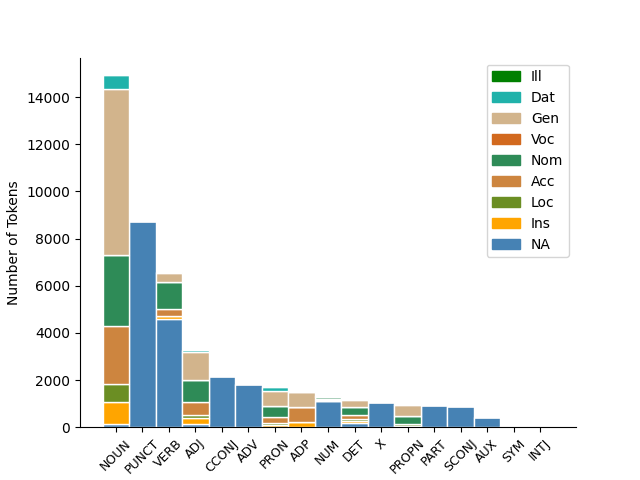 Number of Tokens
14000
12000
10000
8000
6000
4000
2000
0
Ill
Dat
Gen
Voc
Nom
Acc
Loc
Ins
NA
NOUN
PUNCT
VERB
ADJ
CCONJ
ADV
PRON
ADP
NUM
DET
X
PROPN
PART
SCONJ
AUX
SYM
INTJ